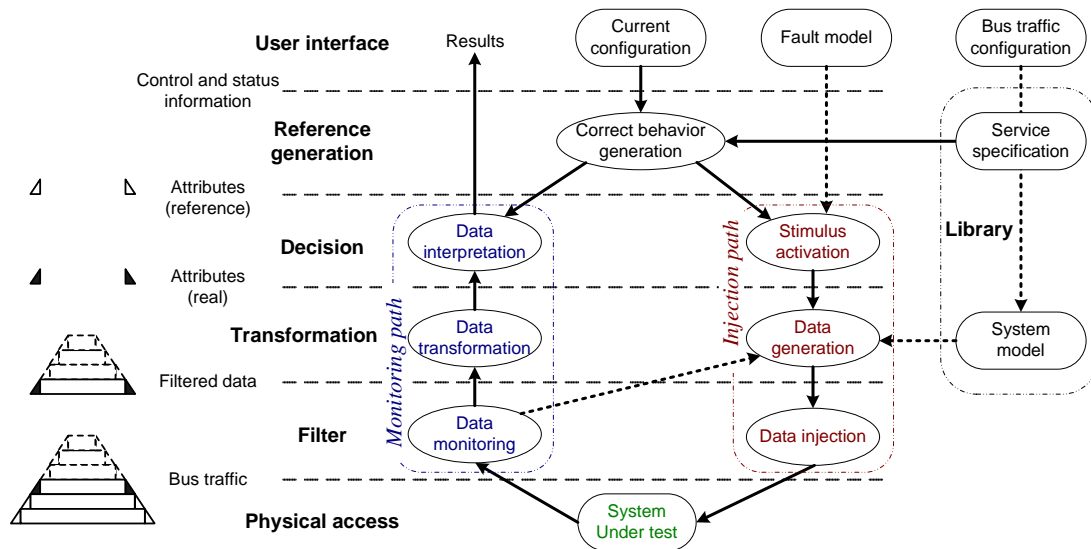 User interface
Results
Current
configuration
Fault model
Bus traffic
configuration
Control and status
information
Reference
generation
Correct behavior
generation
Service
specification
Attributes
(reference)
Decision
Data
interpretation
Stimulus
activation
Library
Attributes
(real)
Monitoring path
Injection path
Transformation
Data
transformation
Data
generation
System
model
Filtered data
Filter
Data
monitoring
Data injection
Bus traffic
Physical access
System
Under test